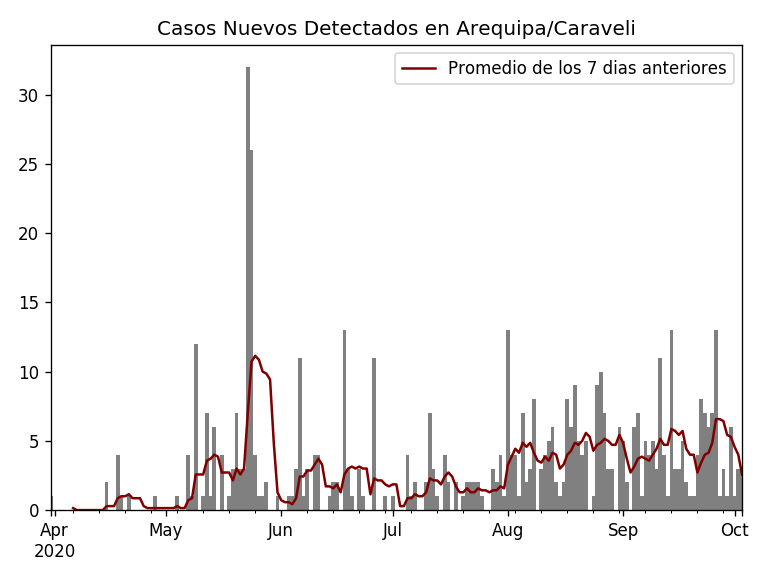 Casos Nuevos Detectados en Arequipa/Caraveli
Promedio de los 7 dias anteriores
30
25
20
15
10
5
0
Apr May Jun Jul Aug Sep Oct
2020